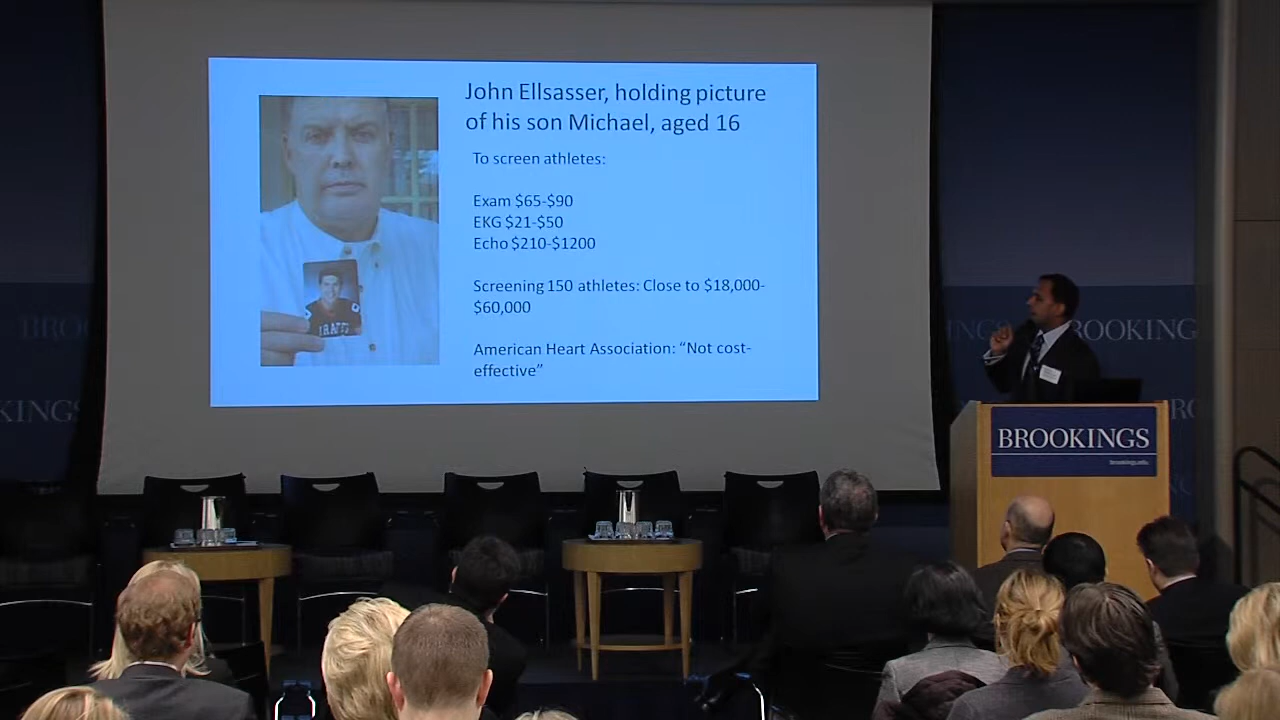 John Ellsasser, holding picture
of his son Michael, aged 16
To screen athletes:
Exam $65-$90
EKG $21-$50
Echo $210-$1200
Screening 150 athletes: Close to $18,000-
$60,000
American Heart Association: “Not cost-
effective”
BROOKINGS
BROOKINGS
brookings.edu